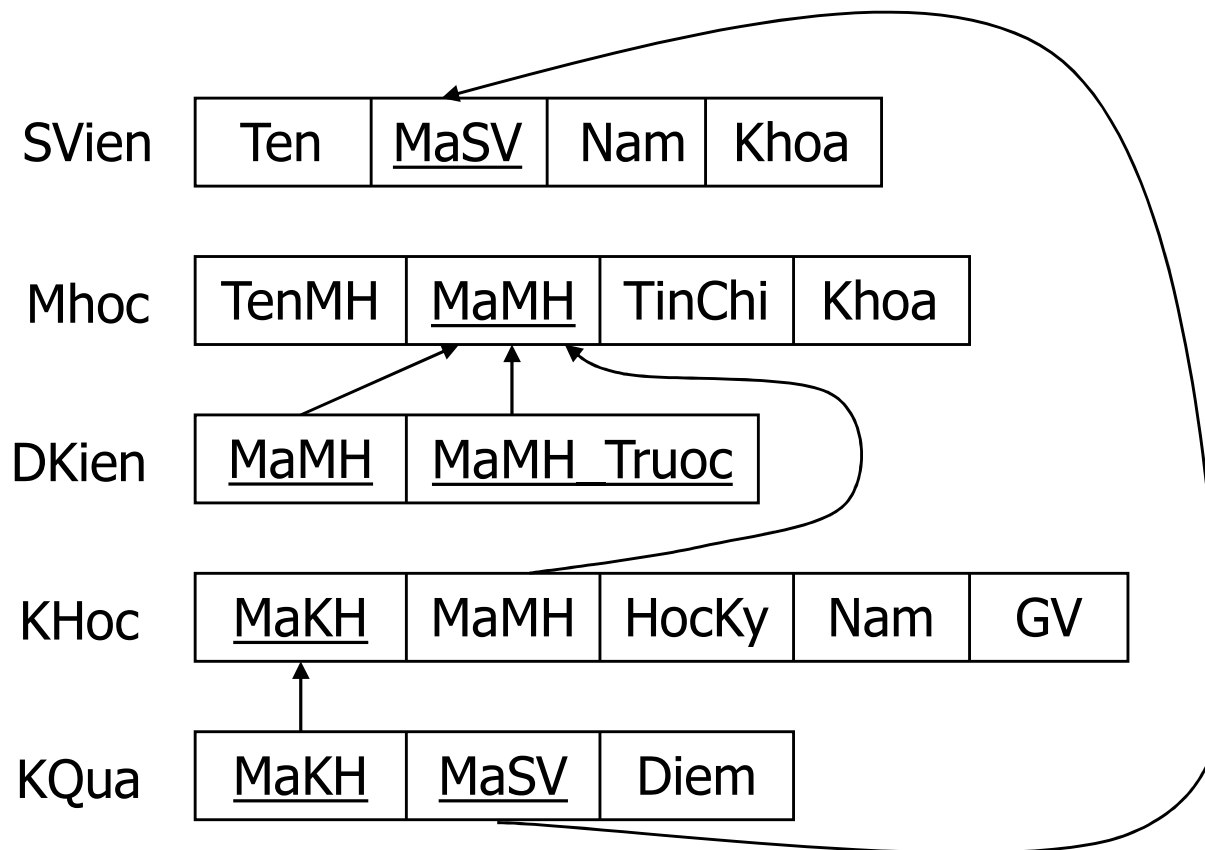 SVien Ten MaSV Nam Khoa
Mhoc TenMH MaMH TinChi Khoa
DKien MaMH MaMH_Truoc
KHoc MaKH MaMH HocKy Nam GV
KQua MaKH MaSV Diem